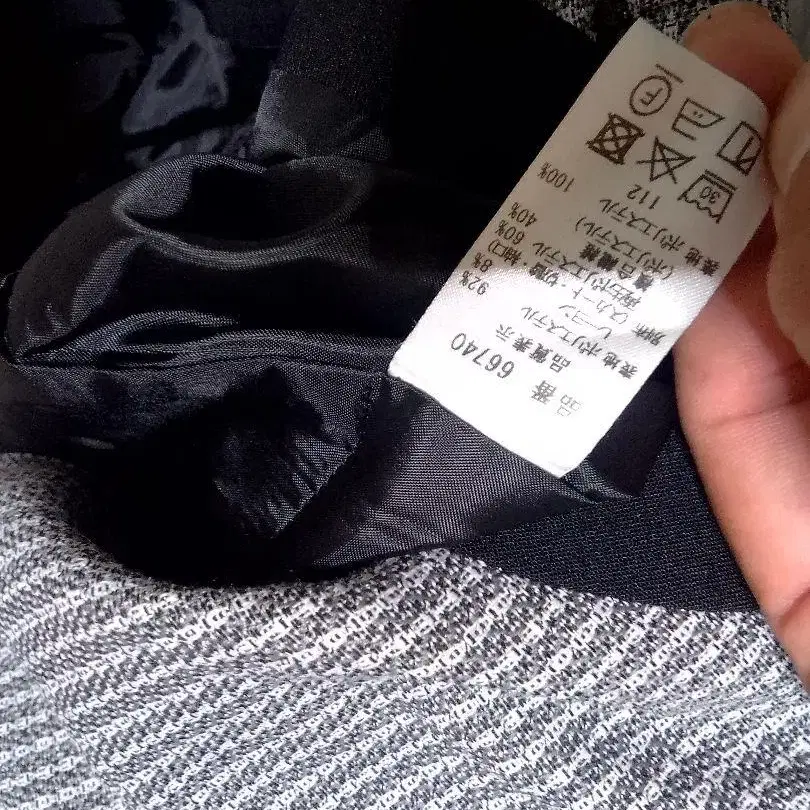 品番 66740
品質表示
表地 ポリエステル 92%
レーヨン 8%
別布 (スカート・切替・袖口)
再生ポリエステル 60%
複合繊維 40%
(ポリエステル)
裏地 ポリエステル 100%
112
30
F